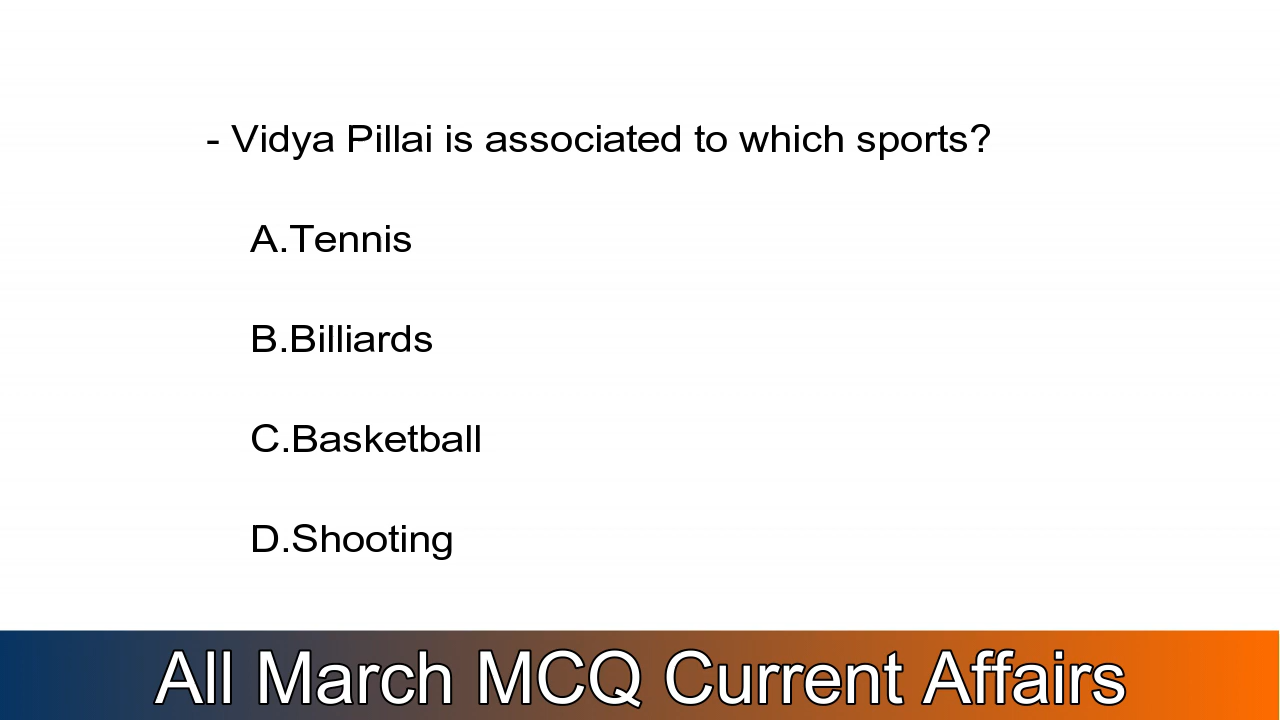 - Vidya Pillai is associated to which sports?
A.Tennis
B.Billiards
C.Basketball
D.Shooting
All March MCQ Current Affairs